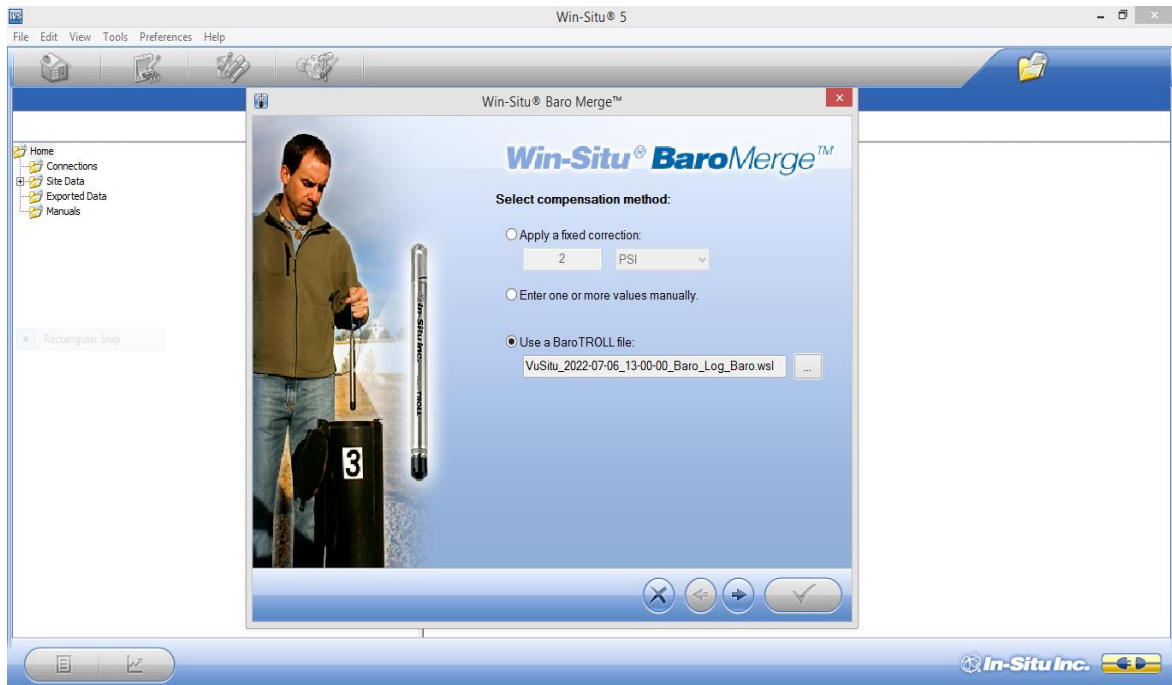 WS
Win-Situ® 5
File Edit View Tools Preferences Help
Win-Situ® Baro Merge™
Home
Connections
Site Data
Exported Data
Manuals
Rectangular Snip
Win-Situ® BaroMerge™
Select compensation method:
Apply a fixed correction:
2 PSI
Enter one or more values manually.
Use a BaroTROLL file:
VuSitu_2022-07-06_13-00-00_Baro_Log_Baro.wsl ...
In-Situ Inc.
3
In-Situ Inc.